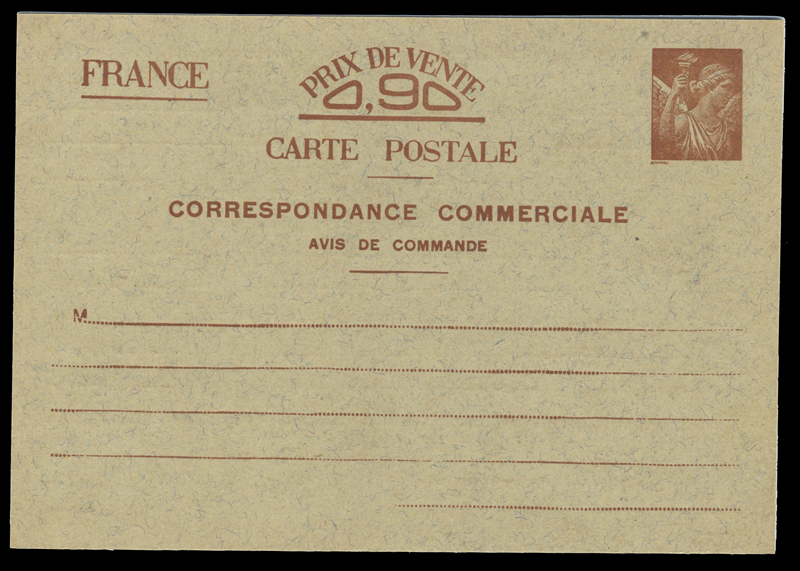 FRANCE
PRIX DE VENTE
0,90
CARTE POSTALE
CORRESPONDANCE COMMERCIALE
AVIS DE COMMANDE
M